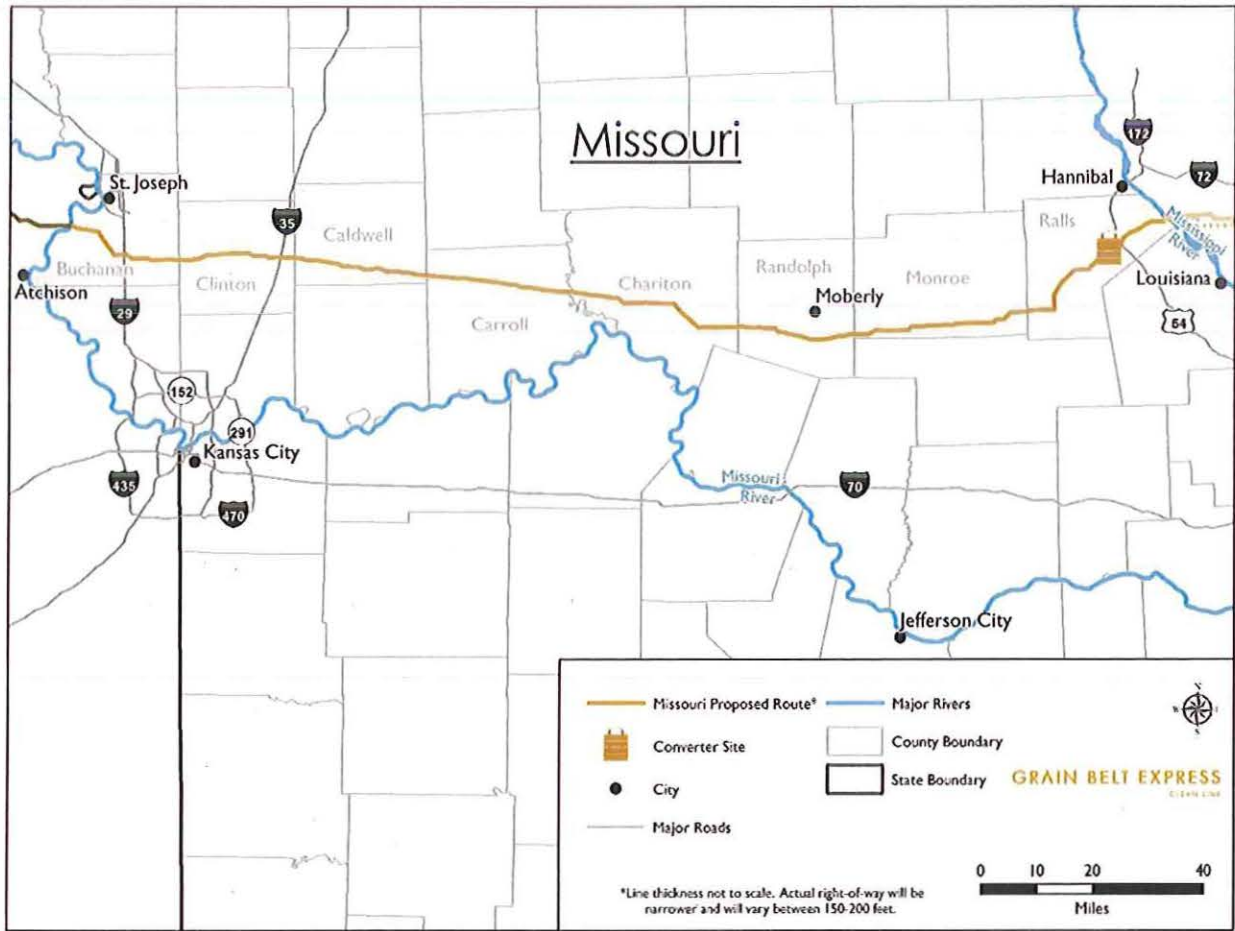 Missouri
172
Hannibal
72
St. Joseph
35
Ralls
Caldwell
Mississippi
River
Buchanan
Clinton
Chariton
Randolph
Monroe
Atchison
Moberly
Louisiana
29
Carroll
54
152
291
Kansas City
435
470
Missouri
River
70
Jefferson City
Missouri Proposed Route*
Major Rivers
Converter Site
County Boundary
City
State Boundary
GRAIN BELT EXPRESS
CLEAN LINE
Major Roads
*Line thickness not to scale. Actual right-of-way will be
narrower and will vary between 150-200 feet.
0 10 20 40
Miles